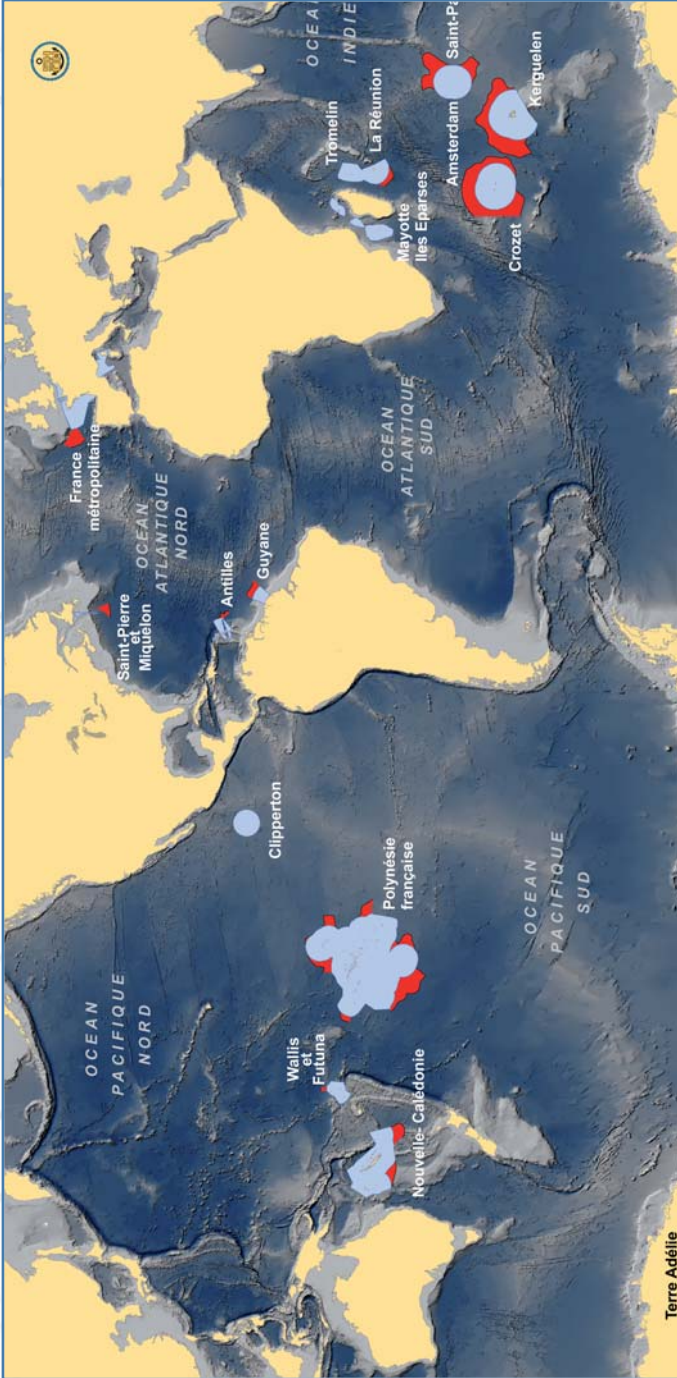 OCEAN
PACIFIQUE
NORD
OCEAN
PACIFIQUE
SUD
OCEAN
ATLANTIQUE
NORD
OCEAN
ATLANTIQUE
SUD
OCEA
INDIE
Nouvelle- Calédonie
Wallis
et
Futuna
Polynésie
française
Clipperton
Saint-Pierre
et
Miquelon
Antilles
Guyane
France
métropolitaine
Mayotte
Iles Eparses
Tromelin
La Réunion
Crozet
Amsterdam
Saint-Pa
Kerguelen
Terre Adélie